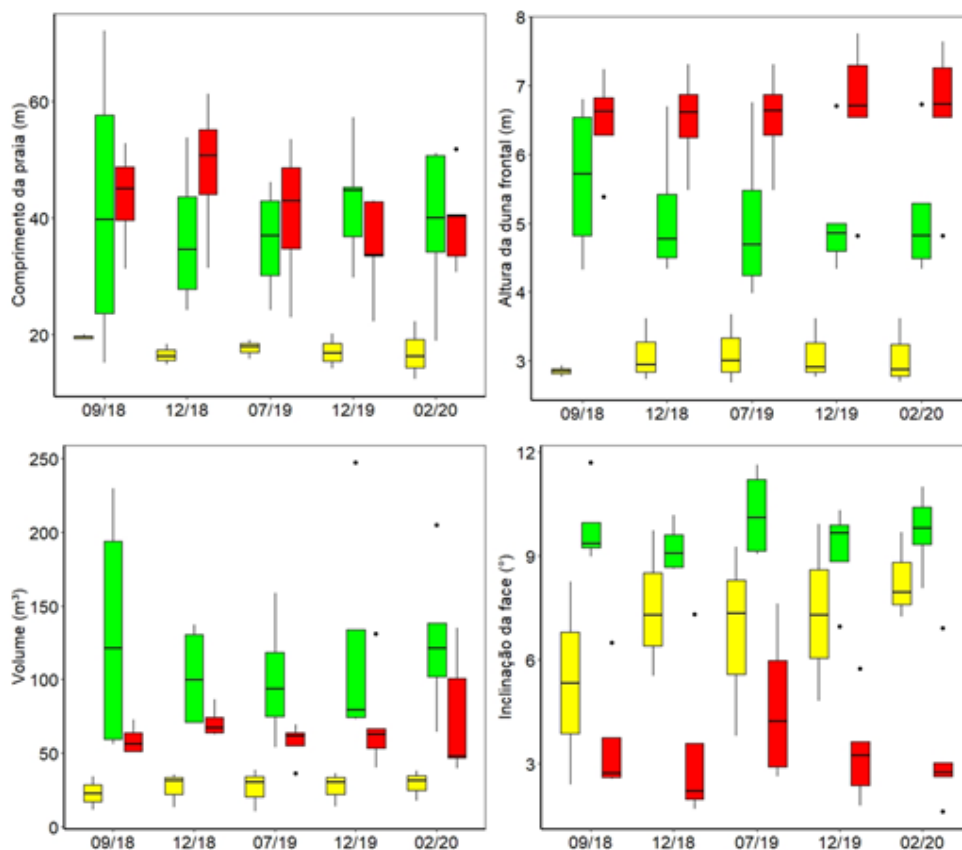 Comprimento da praia (m)
60
40
20
09/18 12/18 07/19 12/19 02/20
Altura da duna frontal (m)
8
7
6
5
4
3
09/18 12/18 07/19 12/19 02/20
Volume (m³)
250
200
150
100
50
0
09/18 12/18 07/19 12/19 02/20
Inclinação da face (°)
12
9
6
3
09/18 12/18 07/19 12/19 02/20